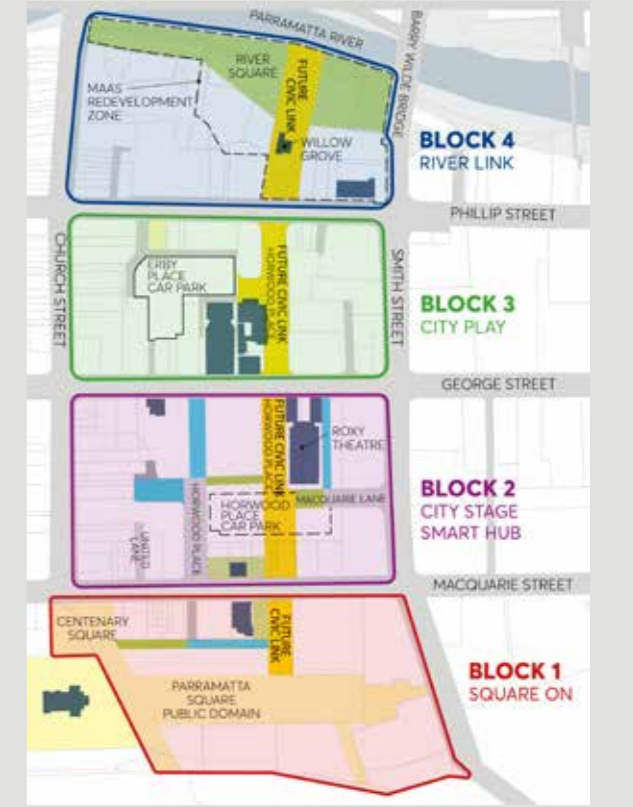 PARRAMATTA RIVER
BARRY WILDE BRIDGE
RIVER
SQUARE
FUTURE
CIVIC LINK
MAAS
REDEVELOPMENT
ZONE
WILLOW
GROVE
BLOCK 4
RIVER LINK
PHILLIP STREET
CHURCH STREET
SMITH STREET
ERBY
PLACE
CAR PARK
FUTURE CIVIC LINK
HORWOOD PLACE
BLOCK 3
CITY PLAY
GEORGE STREET
FUTURE CIVIC LINK
HORWOOD PLACE
ROXY
THEATRE
MACQUARIE LANE
HORWOOD
PLACE
CAR PARK
HORWOOD PLACE
UNITED
LANE
BLOCK 2
CITY STAGE
SMART HUB
MACQUARIE STREET
CENTENARY
SQUARE
FUTURE
CIVIC LINK
PARRAMATTA
SQUARE
PUBLIC DOMAIN
BLOCK 1
SQUARE ON